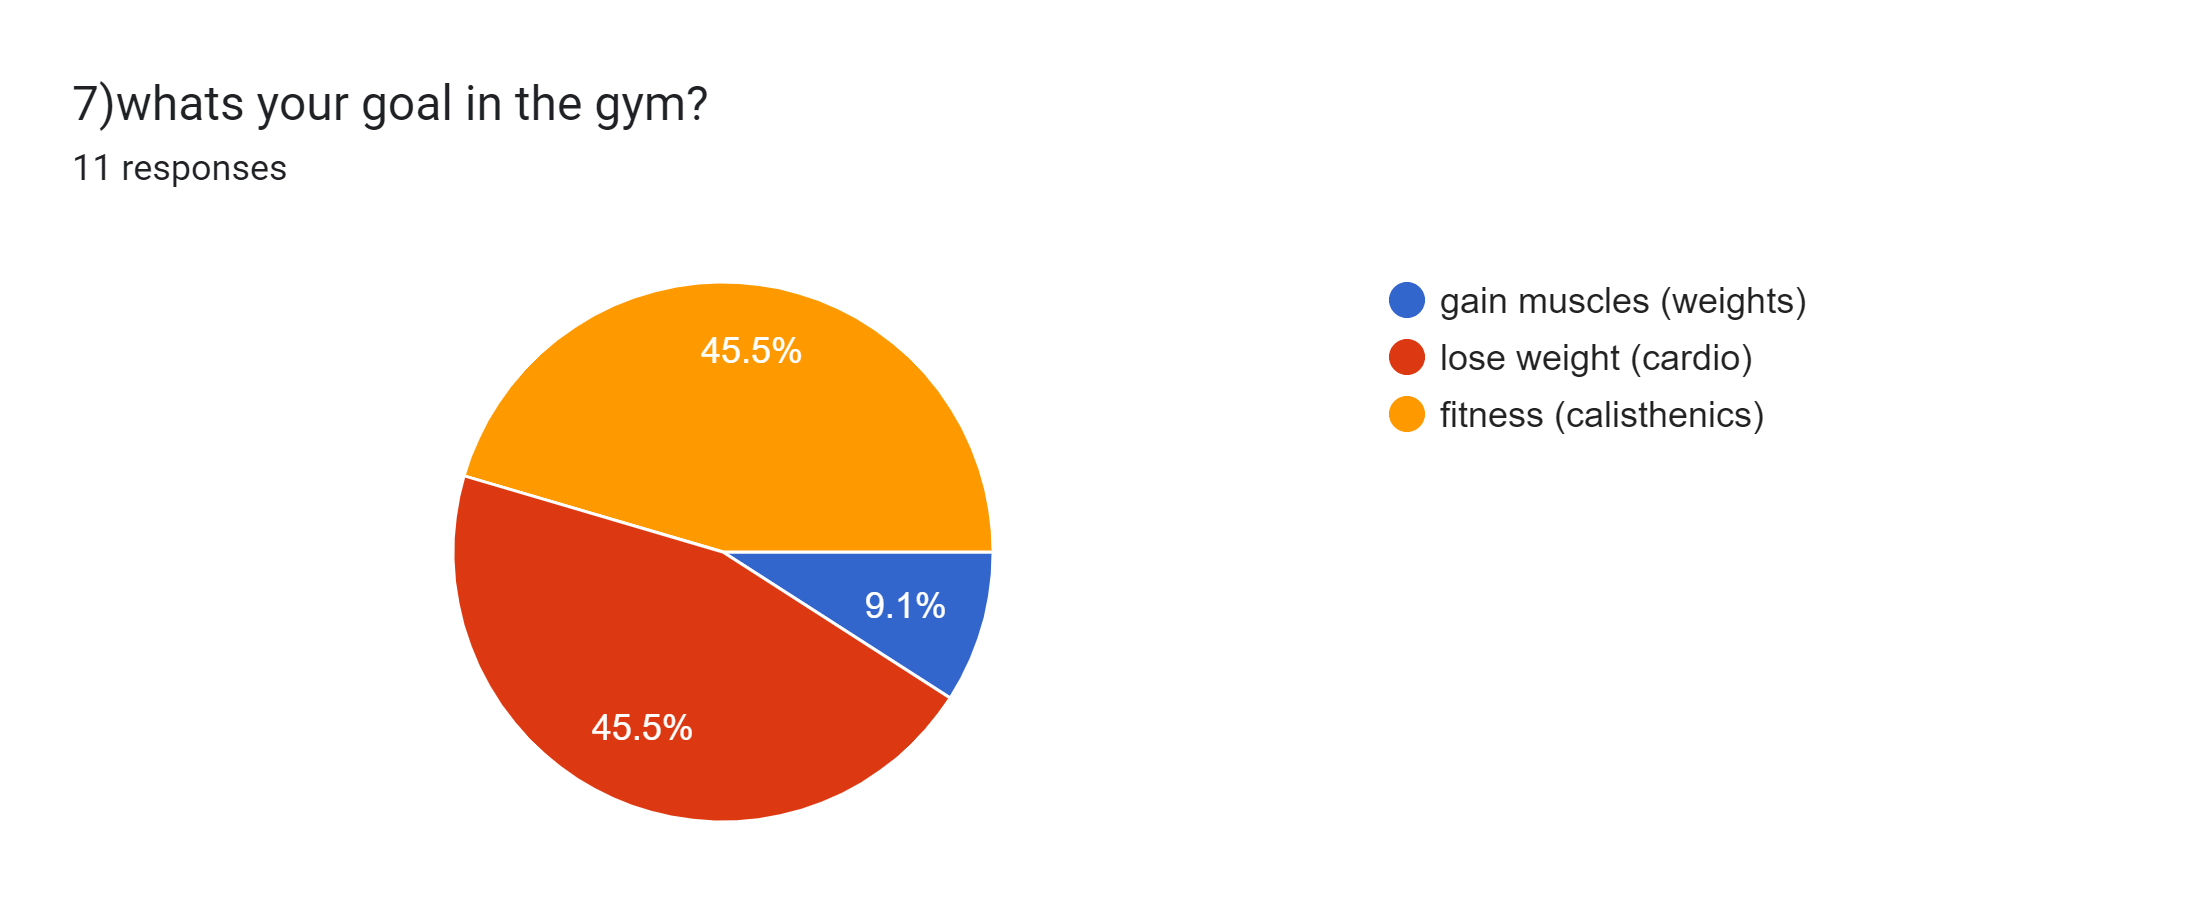 7)whats your goal in the gym?
11 responses
45.5%
9.1%
45.5%
gain muscles (weights)
lose weight (cardio)
fitness (calisthenics)